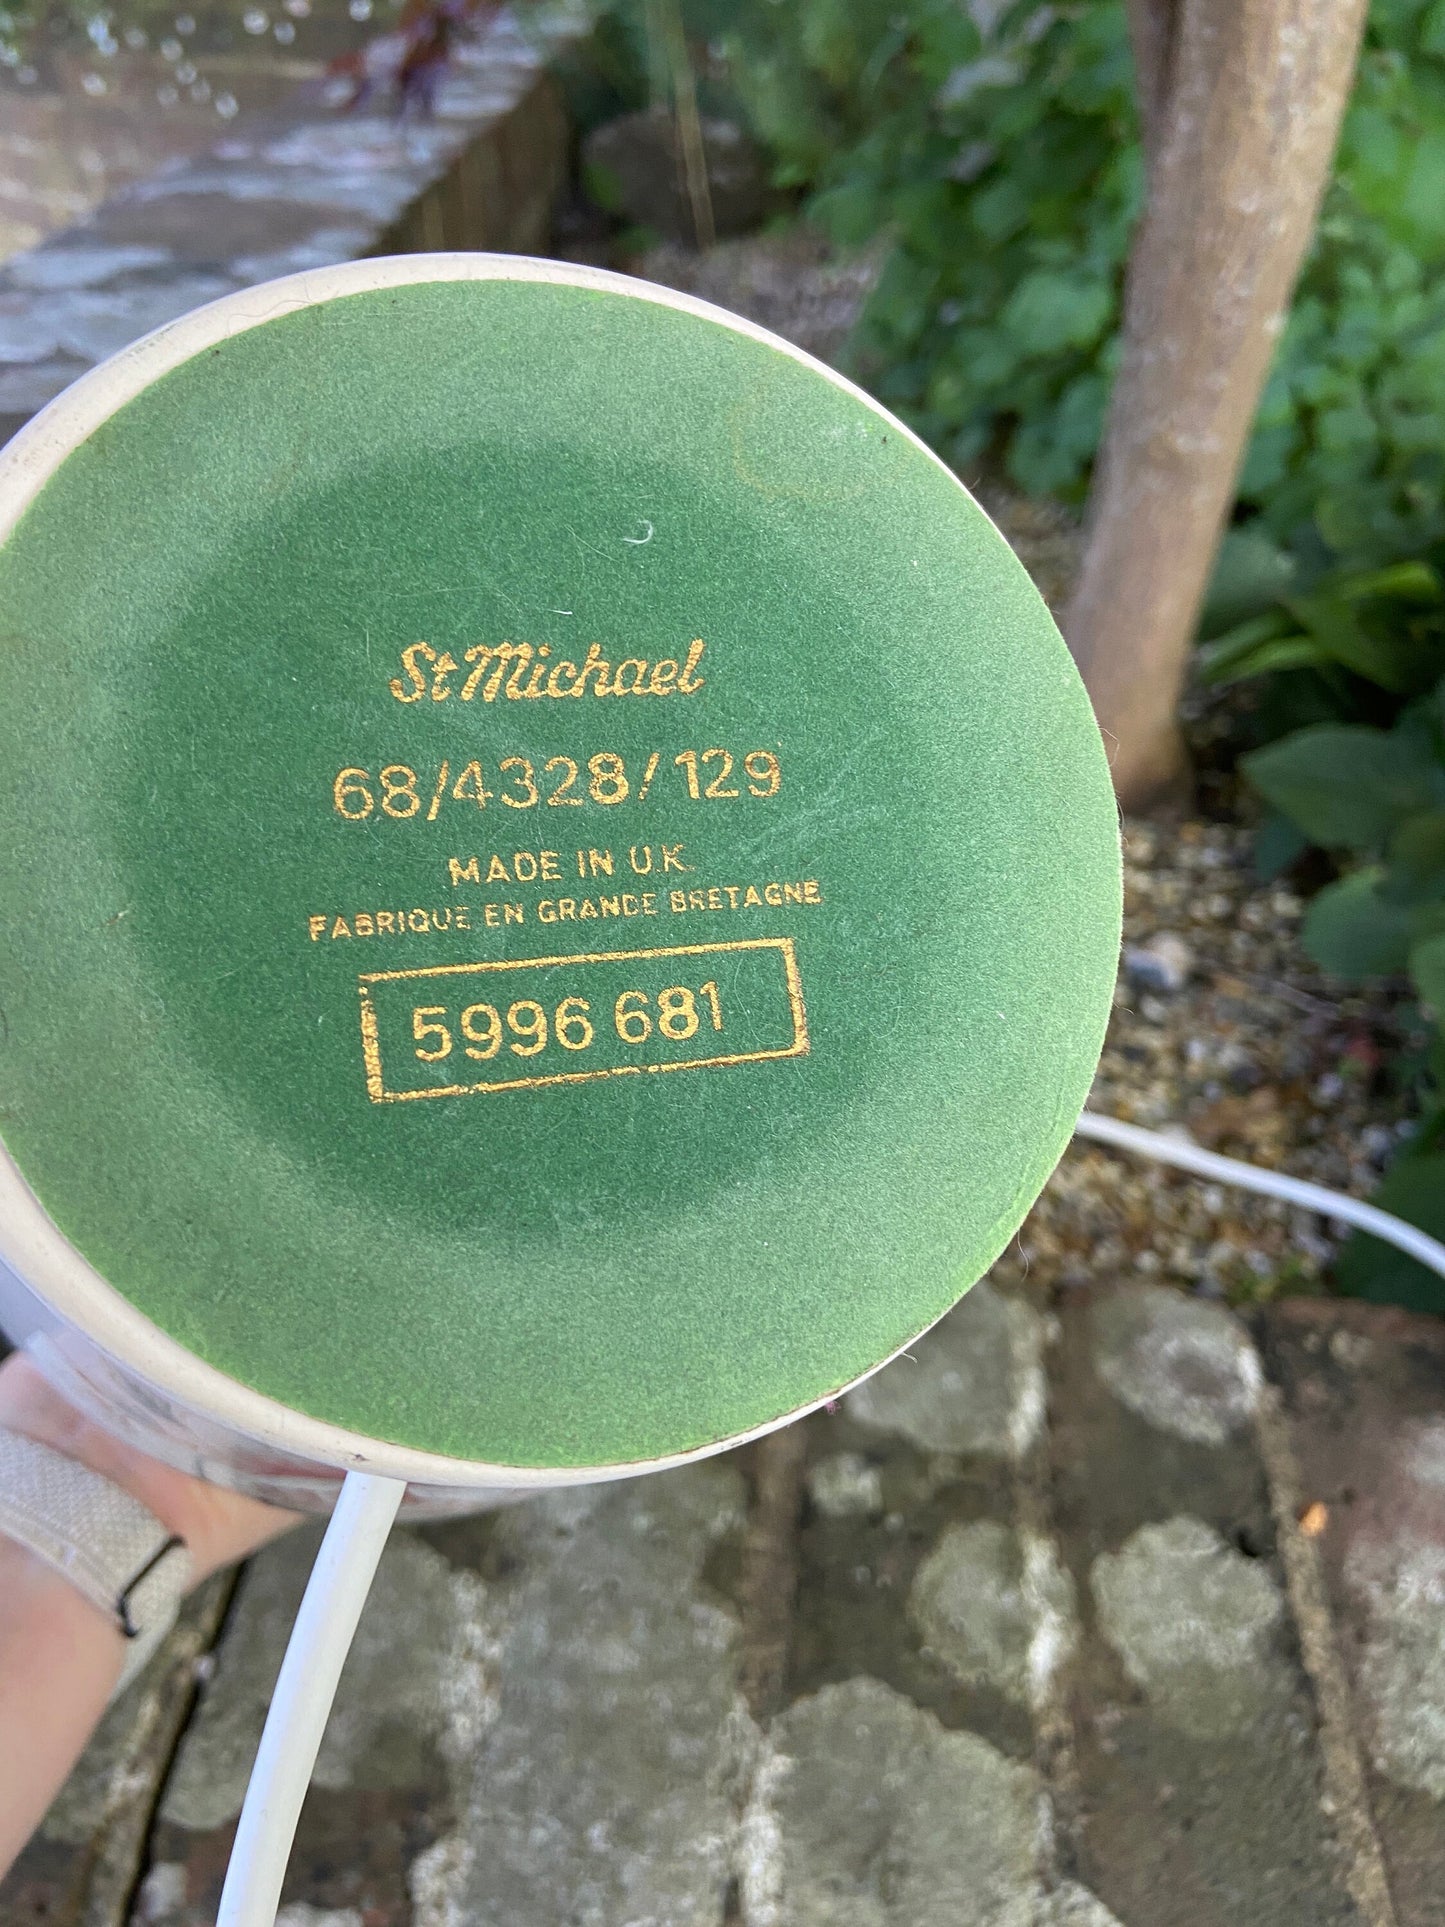 St Michael
68/4328/129
MADE IN U.K.
FABRIQUE EN GRANDE BRETAGNE
5996 681